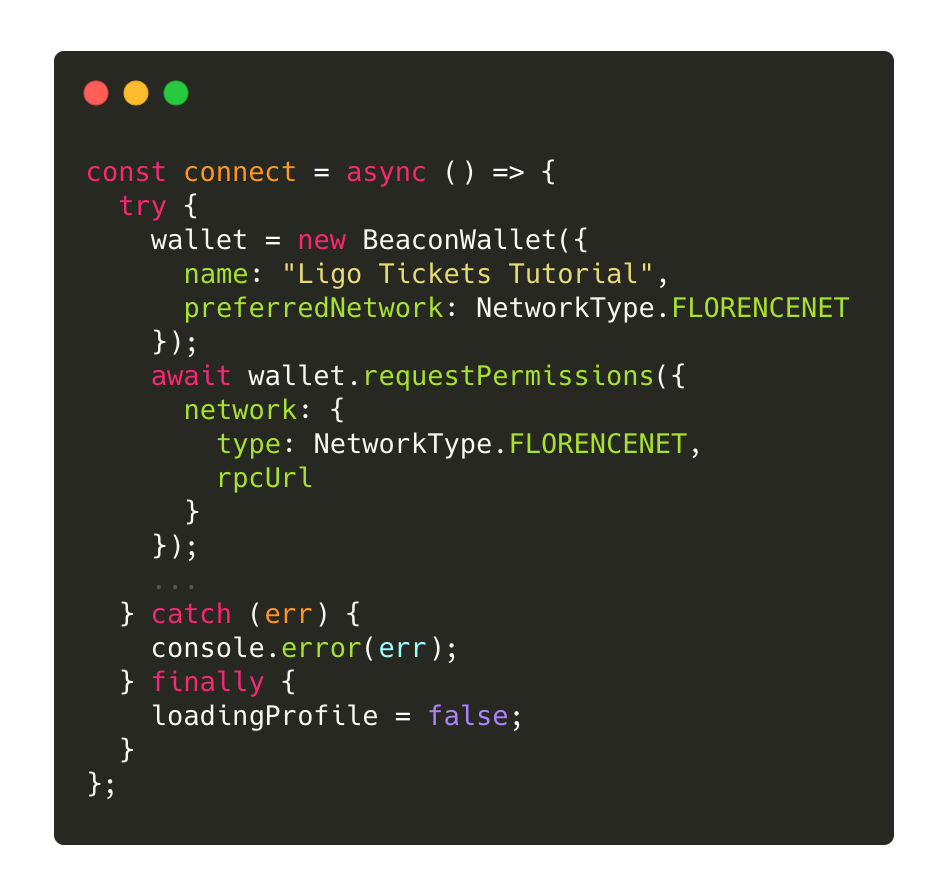 const connect = async () => {
  try {
    wallet = new BeaconWallet({
      name: "Ligo Tickets Tutorial",
      preferredNetwork: NetworkType.FLORENCENET
    });
    await wallet.requestPermissions({
      network: {
        type: NetworkType.FLORENCENET,
        rpcUrl
      }
    });
    ...
  } catch (err) {
    console.error(err);
  } finally {
    loadingProfile = false;
  }
};